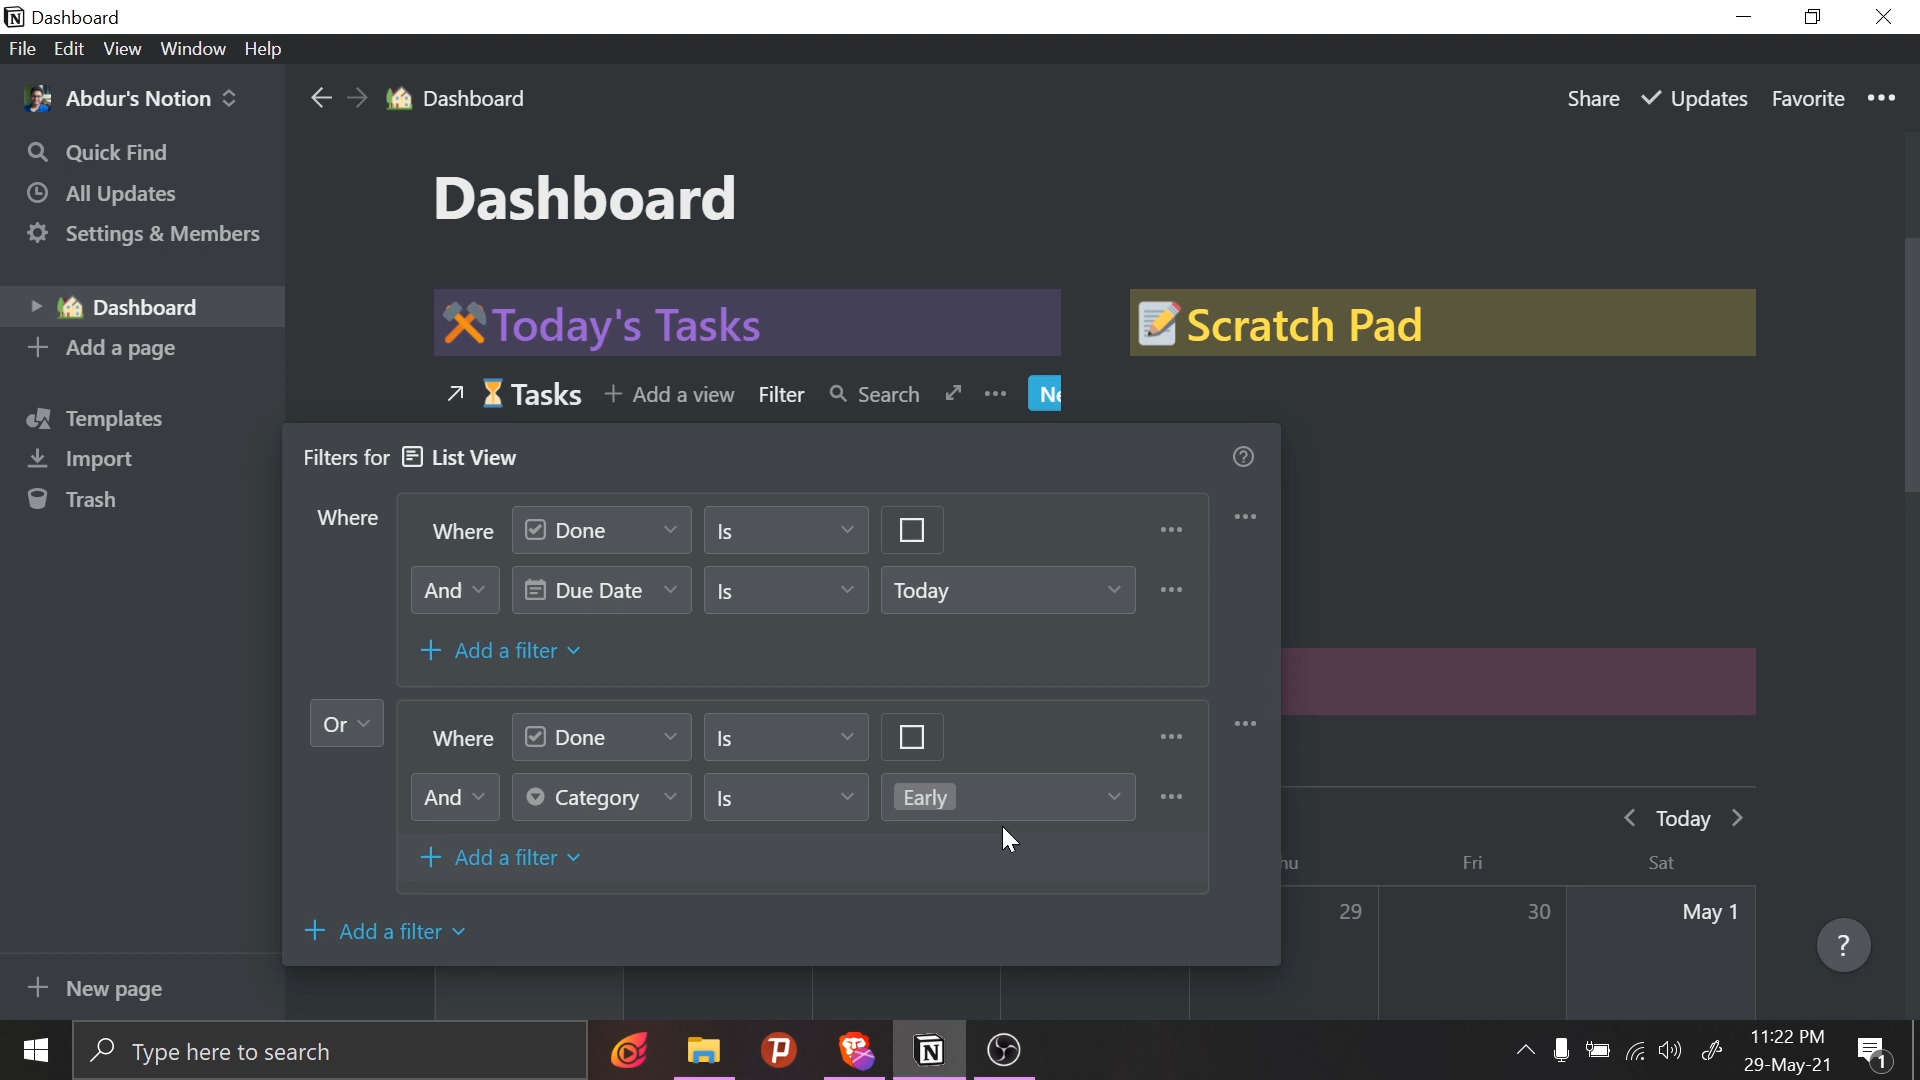 Dashboard
File Edit View Window Help
Abdur's Notion
Dashboard
Share Updates Favorite
Quick Find
All Updates
Settings & Members
Dashboard
Add a page
Templates
Import
Trash
New page
Dashboard
Today's Tasks
Scratch Pad
Tasks Add a view Filter Search Ne
Filters for List View
Where Where Done Is
And Due Date Is Today
Add a filter
Or Where Done Is
And Category Is Early
Add a filter
Add a filter
Today
hu Fri Sat
29 30 May 1
?
Type here to search
11:22 PM
29-May-21
1